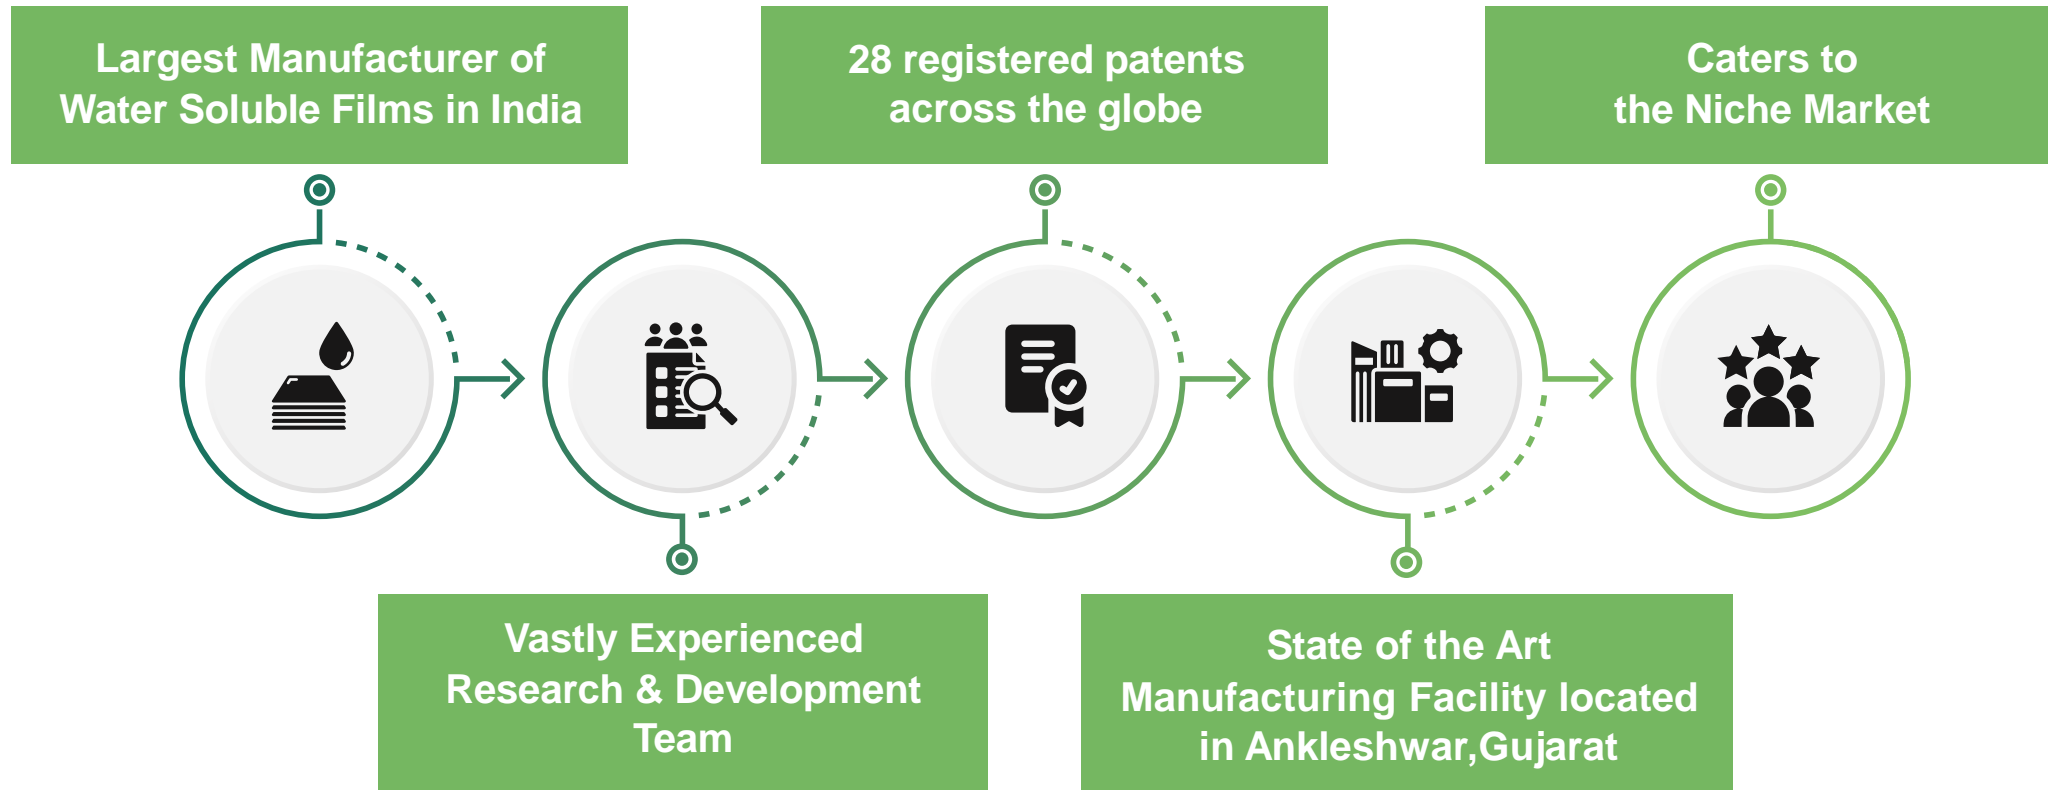 Largest Manufacturer of
Water Soluble Films in India
28 registered patents
across the globe
Caters to
the Niche Market
Vastly Experienced
Research & Development
Team
State of the Art
Manufacturing Facility located
in Ankleshwar,Gujarat